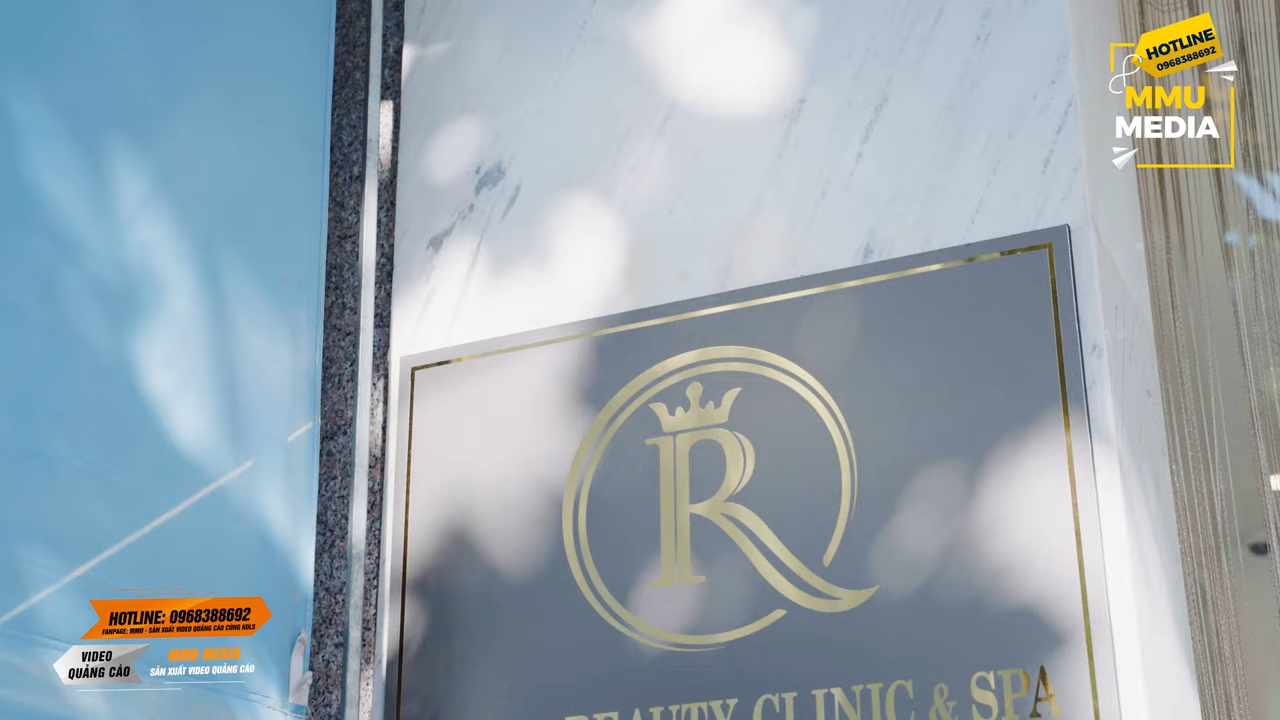 HOTLINE
0968388692
MMU
MEDIA
R
BEAUTY CLINIC & SPA
HOTLINE: 0968388692
FANPAGE: MMU - SẢN XUẤT VIDEO QUẢNG CÁO CÙNG KOLS
VIDEO
QUẢNG CÁO
MMU MEDIA
SẢN XUẤT VIDEO QUẢNG CÁO